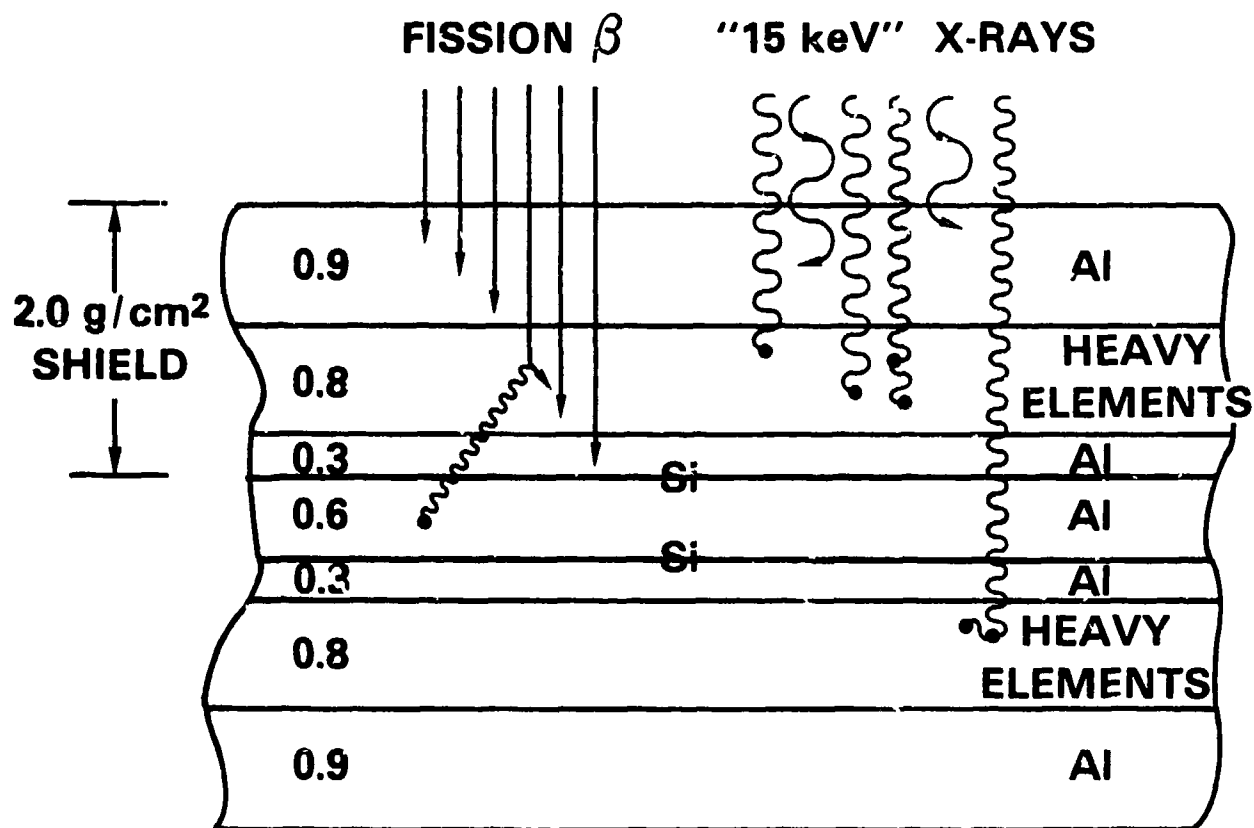 FISSION β "15 keV" X-RAYS
2.0 g/cm²
SHIELD
0.9 Al
0.8 HEAVY
ELEMENTS
0.3 Al
Si
0.6 Al
Si
0.3 Al
0.8 HEAVY
ELEMENTS
0.9 Al